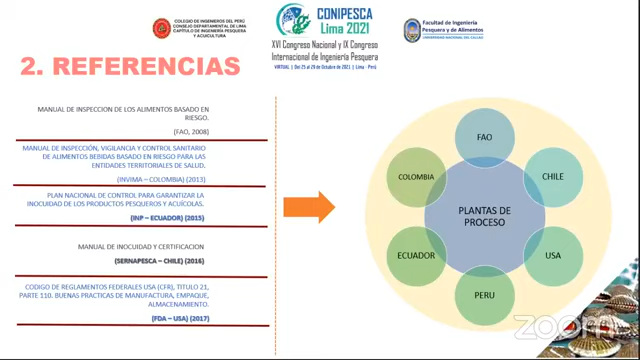 COLEGIO DE INGENIEROS DEL PERÚ
CONSEJO DEPARTAMENTAL DE LIMA
CAPÍTULO DE INGENIERÍA PESQUERA
Y ACUICULTURA
CONIPESCA
Lima 2021
XVI Congreso Nacional y IX Congreso
Internacional de Ingeniería Pesquera
VIRTUAL | Del 25 al 29 de Octubre de 2021 | Lima - Perú
Facultad de Ingeniería
Pesquera y de Alimentos
UNIVERSIDAD NACIONAL DEL CALLAO
2. REFERENCIAS
MANUAL DE INSPECCION DE LOS ALIMENTOS BASADO EN
RIESGO.
(FAO, 2008)
MANUAL DE INSPECCIÓN, VIGILANCIA Y CONTROL SANITARIO
DE ALIMENTOS BEBIDAS BASADO EN RIESGO PARA LAS
ENTIDADES TERRITORIALES DE SALUD.
(INVIMA – COLOMBIA) (2013)
PLAN NACIONAL DE CONTROL PARA GARANTIZAR LA
INOCUIDAD DE LOS PRODUCTOS PESQUEROS Y ACUÍCOLAS.
(INP – ECUADOR) (2015)
MANUAL DE INOCUIDAD Y CERTIFICACION
(SERNAPESCA – CHILE) (2016)
CODIGO DE REGLAMENTOS FEDERALES USA (CFR), TITULO 21,
PARTE 110. BUENAS PRACTICAS DE MANUFACTURA, EMPAQUE,
ALMACENAMIENTO.
(FDA – USA) (2017)
FAO
COLOMBIA
CHILE
PLANTAS DE
PROCESO
ECUADOR
USA
PERU
zoom